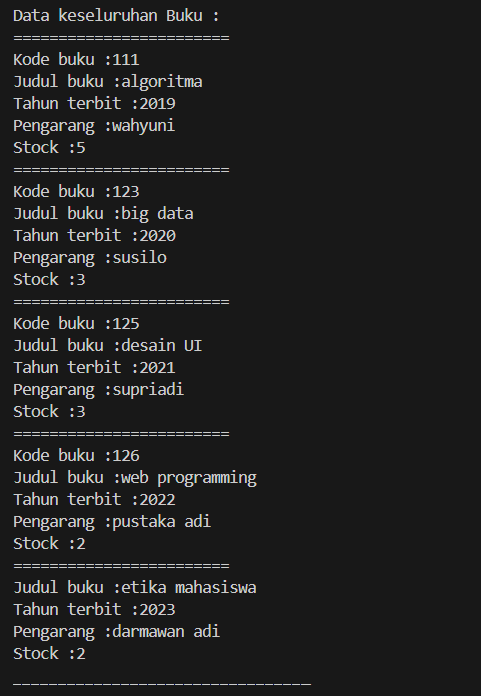 Data keseluruhan Buku :
========================
Kode buku :111
Judul buku :algoritma
Tahun terbit :2019
Pengarang :wahyuni
Stock :5
========================
Kode buku :123
Judul buku :big data
Tahun terbit :2020
Pengarang :susilo
Stock :3
========================
Kode buku :125
Judul buku :desain UI
Tahun terbit :2021
Pengarang :supriadi
Stock :3
========================
Kode buku :126
Judul buku :web programming
Tahun terbit :2022
Pengarang :pustaka adi
Stock :2
========================
Judul buku :etika mahasiswa
Tahun terbit :2023
Pengarang :darmawan adi
Stock :2
_________________________________